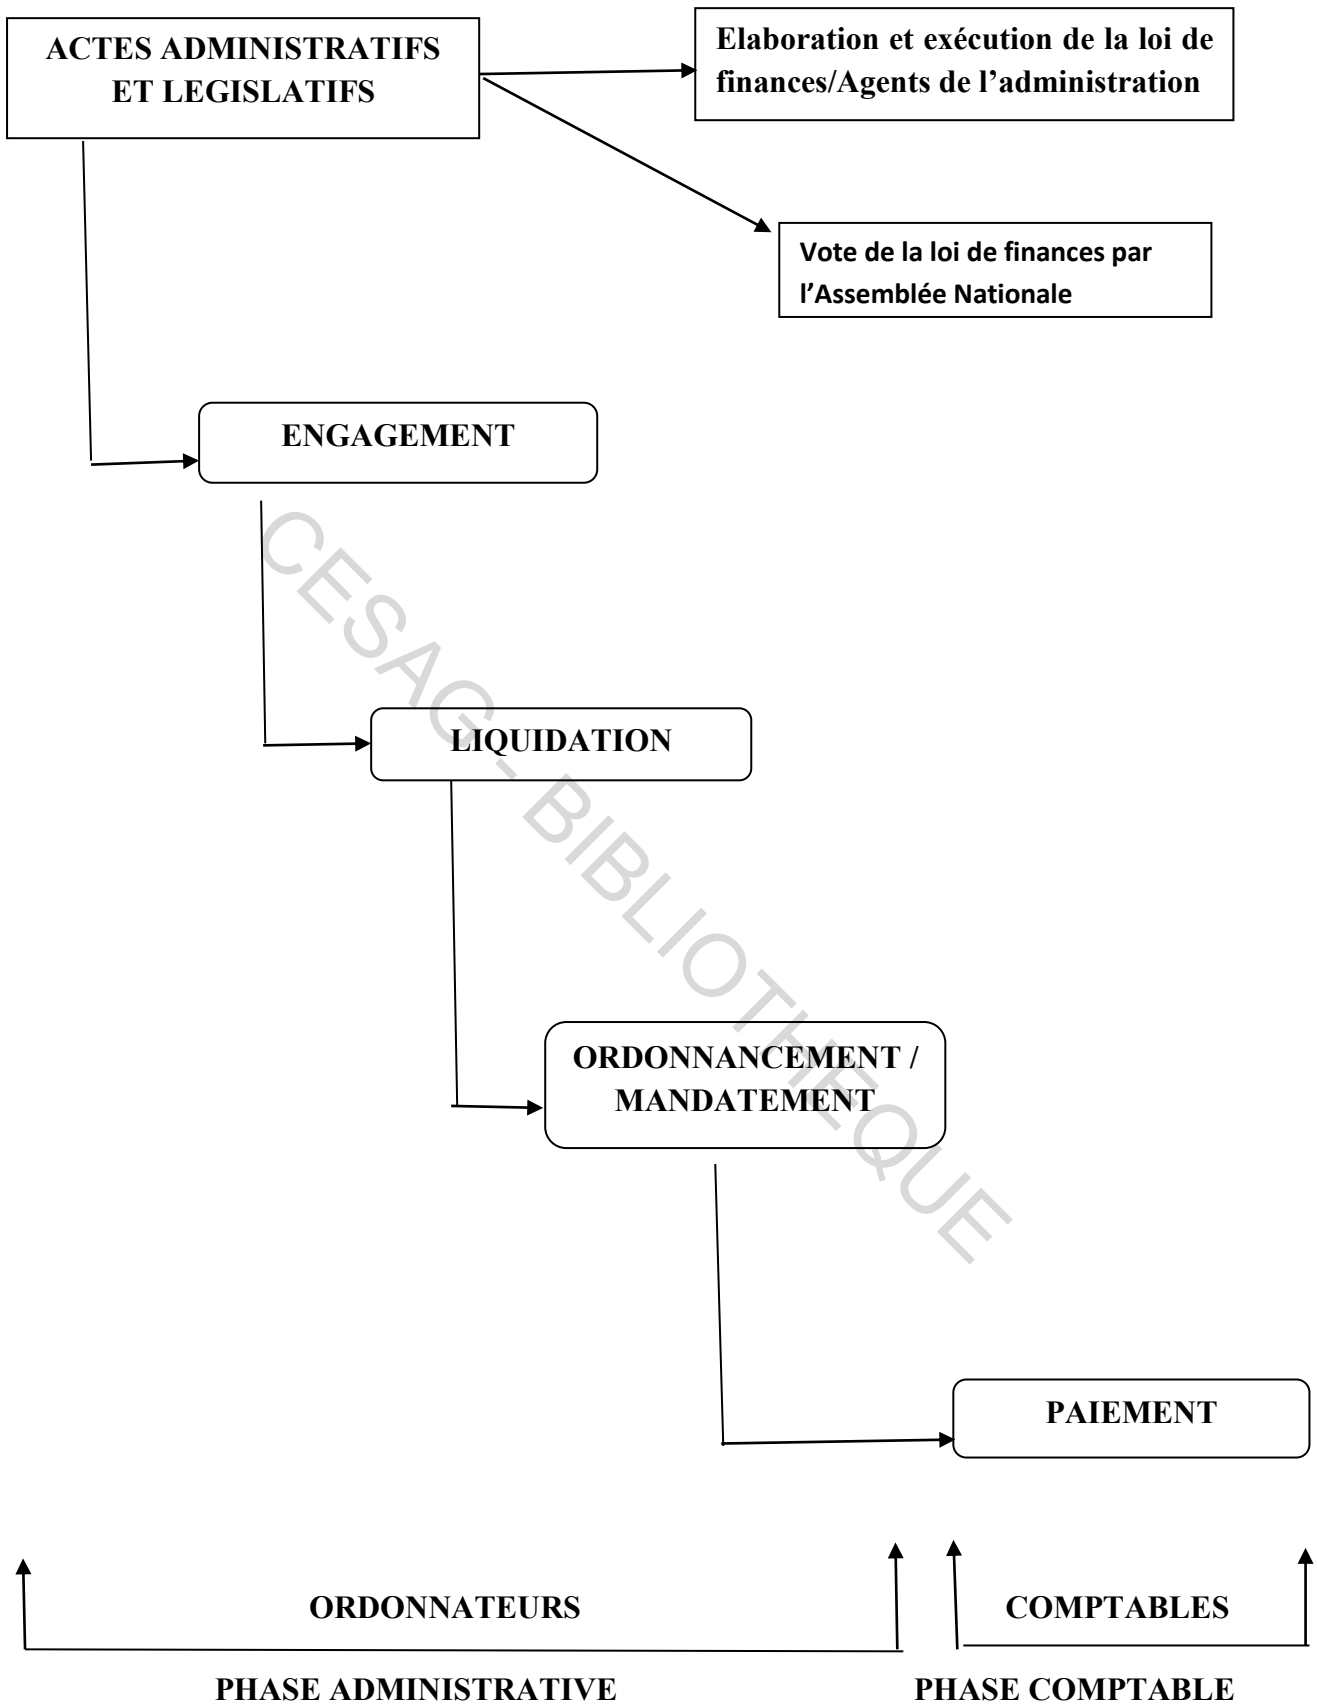 ACTES ADMINISTRATIFS
ET LEGISLATIFS
Elaboration et exécution de la loi de
finances/Agents de l’administration
Vote de la loi de finances par
l’Assemblée Nationale
ENGAGEMENT
CESAG - BIBLIOTHEQUE
LIQUIDATION
ORDONNANCEMENT /
MANDATEMENT
PAIEMENT
ORDONNATEURS
COMPTABLES
PHASE ADMINISTRATIVE
PHASE COMPTABLE